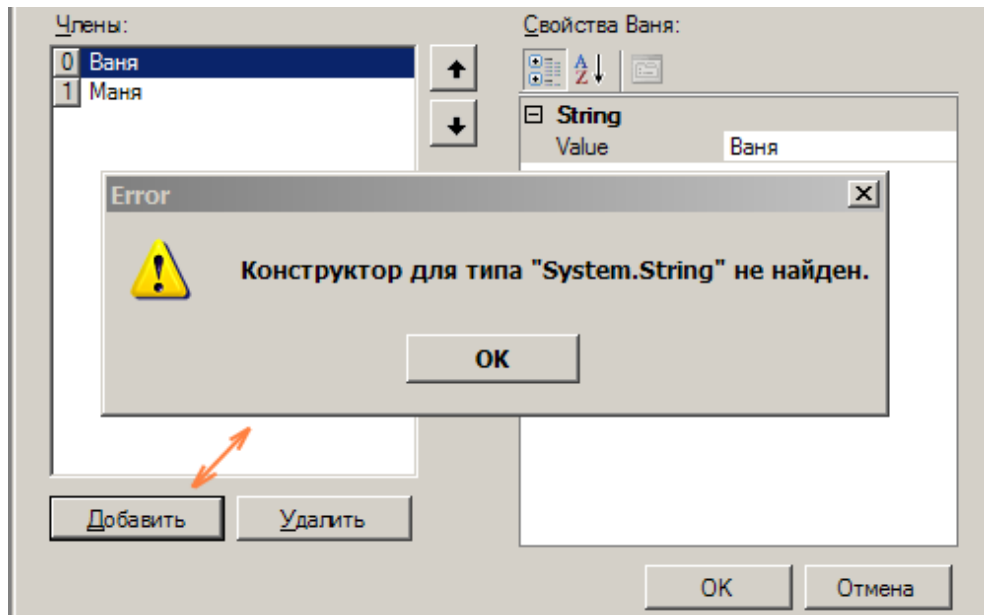 Члены:
Свойства Ваня:
0 Ваня
1 Маня
A
Z
String
Value Ваня
Error
Конструктор для типа "System.String" не найден.
OK
Добавить
Удалить
OK
Отмена